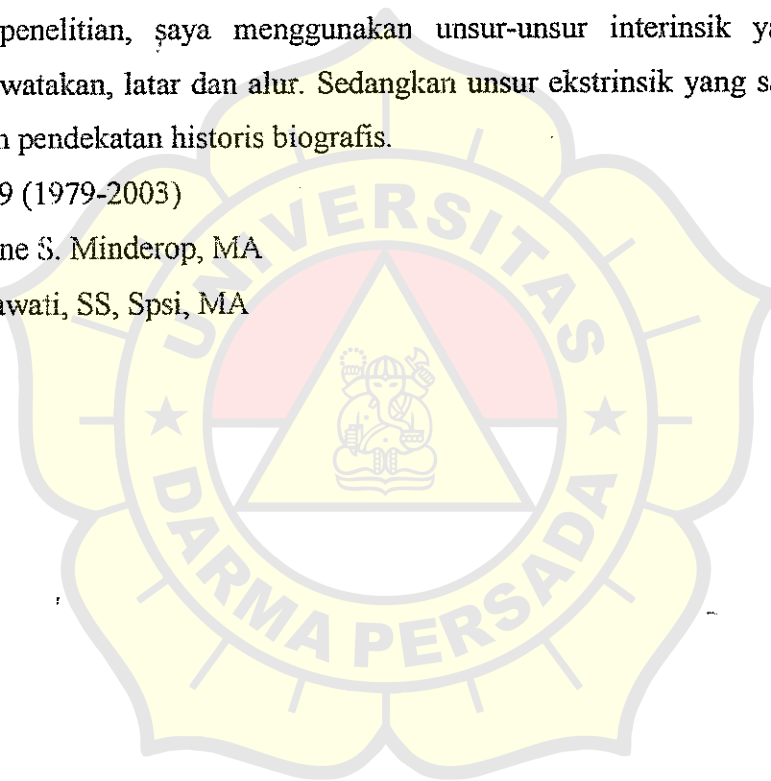 penelitian, saya menggunakan unsur-unsur interinsik ya
watakan, latar dan alur. Sedangkan unsur ekstrinsik yang sa
n pendekatan historis biografis.
9 (1979-2003)
ne S. Minderop, MA
awati, SS, Spsi, MA
UNIVERSITAS
DARMA PERSADA